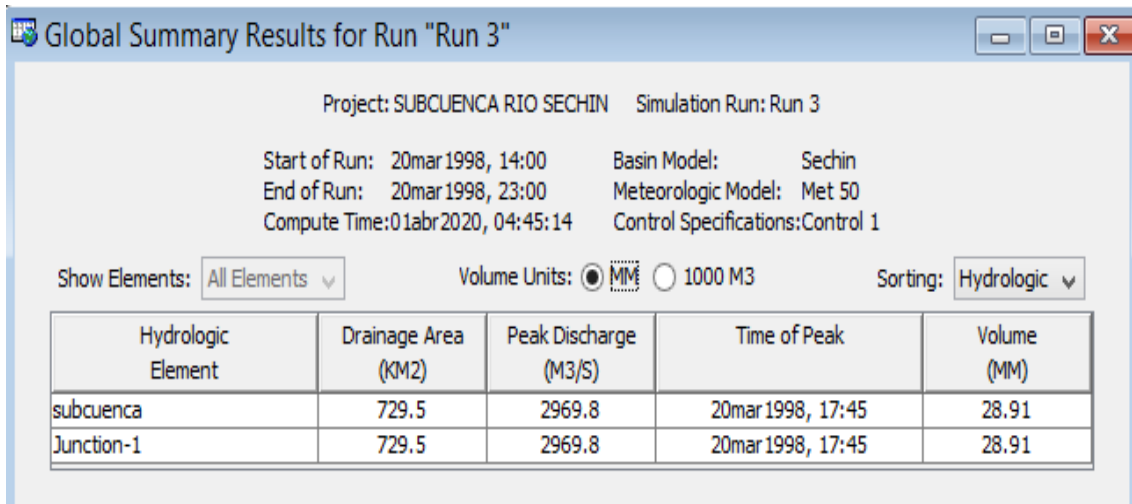 Global Summary Results for Run "Run 3"
Project: SUBCUENCA RIO SECHIN Simulation Run: Run 3
Start of Run: 20mar1998, 14:00 Basin Model: Sechin
End of Run: 20mar1998, 23:00 Meteorologic Model: Met 50
Compute Time:01abr2020, 04:45:14 Control Specifications:Control 1
Show Elements: All Elements Volume Units: MM 1000 M3 Sorting: Hydrologic
Hydrologic Drainage Area Peak Discharge Time of Peak Volume
Element (KM2) (M3/S) (MM)
subcuenca 729.5 2969.8 20mar1998, 17:45 28.91
Junction-1 729.5 2969.8 20mar1998, 17:45 28.91